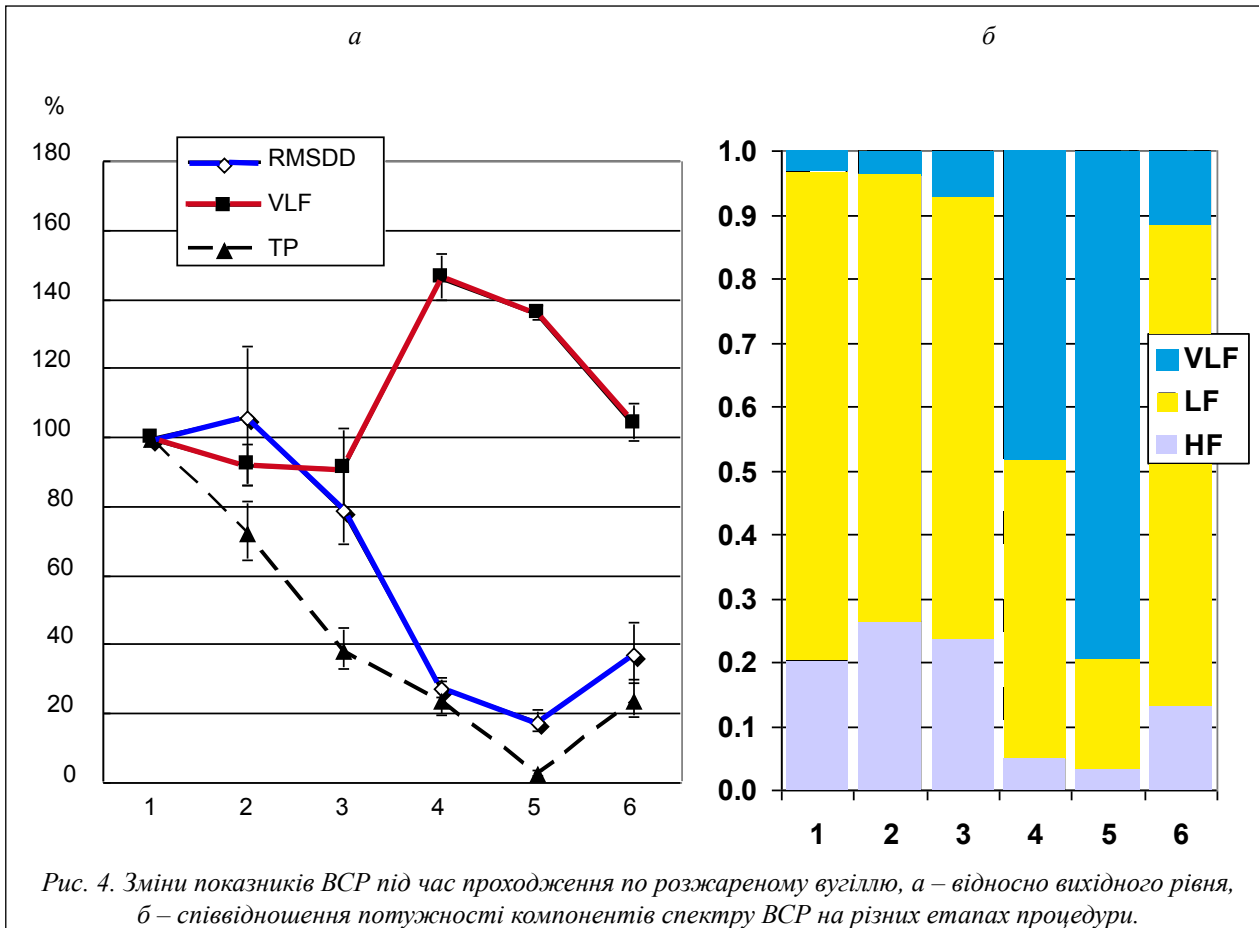 а
б
%
180
160
140
120
100
80
60
40
20
0
RMSDD
VLF
TP
1 2 3 4 5 6
1.0
0.9
0.8
0.7
0.6
0.5
0.4
0.3
0.2
0.1
0.0
VLF
LF
HF
1 2 3 4 5 6
Рис. 4. Зміни показників ВСР під час проходження по розжареному вугіллю, а – відносно вихідного рівня,
б – співвідношення потужності компонентів спектру ВСР на різних етапах процедури.